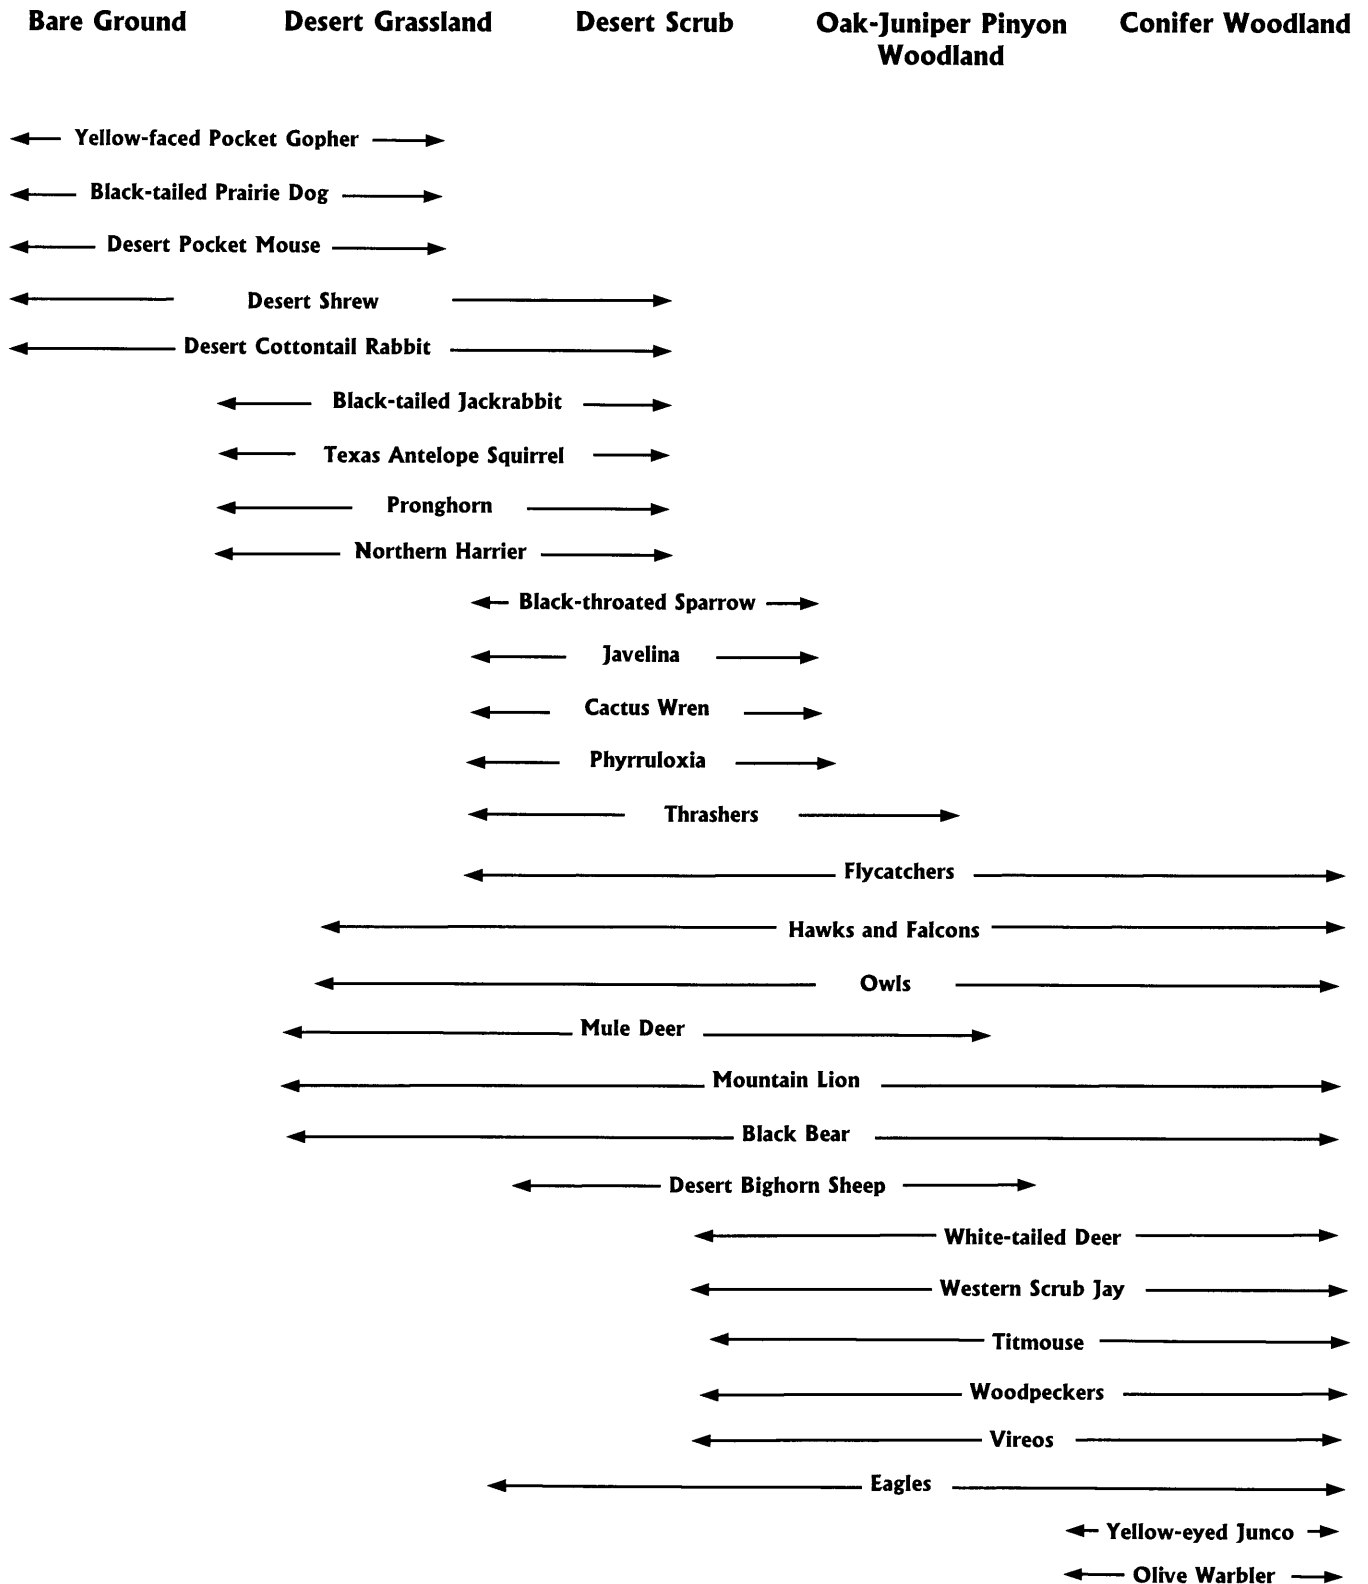 Bare Ground Desert Grassland Desert Scrub Oak-Juniper Pinyon Conifer Woodland
Woodland
Yellow-faced Pocket Gopher
Black-tailed Prairie Dog
Desert Pocket Mouse
Desert Shrew
Desert Cottontail Rabbit
Black-tailed Jackrabbit
Texas Antelope Squirrel
Pronghorn
Northern Harrier
Black-throated Sparrow
Javelina
Cactus Wren
Phyrruloxia
Thrashers
Flycatchers
Hawks and Falcons
Owls
Mule Deer
Mountain Lion
Black Bear
Desert Bighorn Sheep
White-tailed Deer
Western Scrub Jay
Titmouse
Woodpeckers
Vireos
Eagles
Yellow-eyed Junco
Olive Warbler